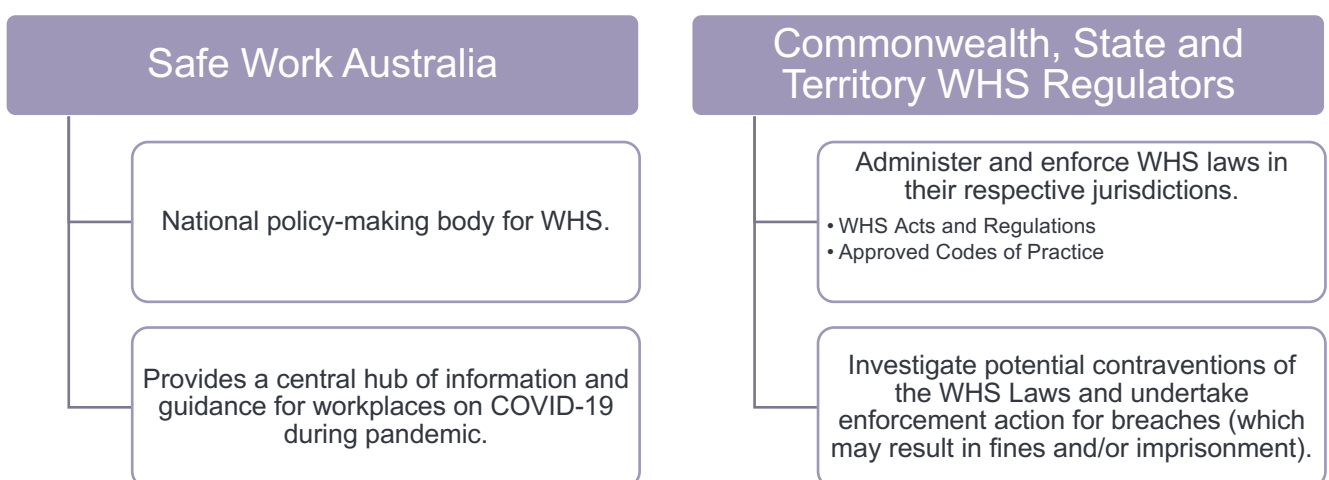 Safe Work Australia
National policy-making body for WHS.
Provides a central hub of information and
guidance for workplaces on COVID-19
during pandemic.
Commonwealth, State and
Territory WHS Regulators
Administer and enforce WHS laws in
their respective jurisdictions.
• WHS Acts and Regulations
• Approved Codes of Practice
Investigate potential contraventions of
the WHS Laws and undertake
enforcement action for breaches (which
may result in fines and/or imprisonment).